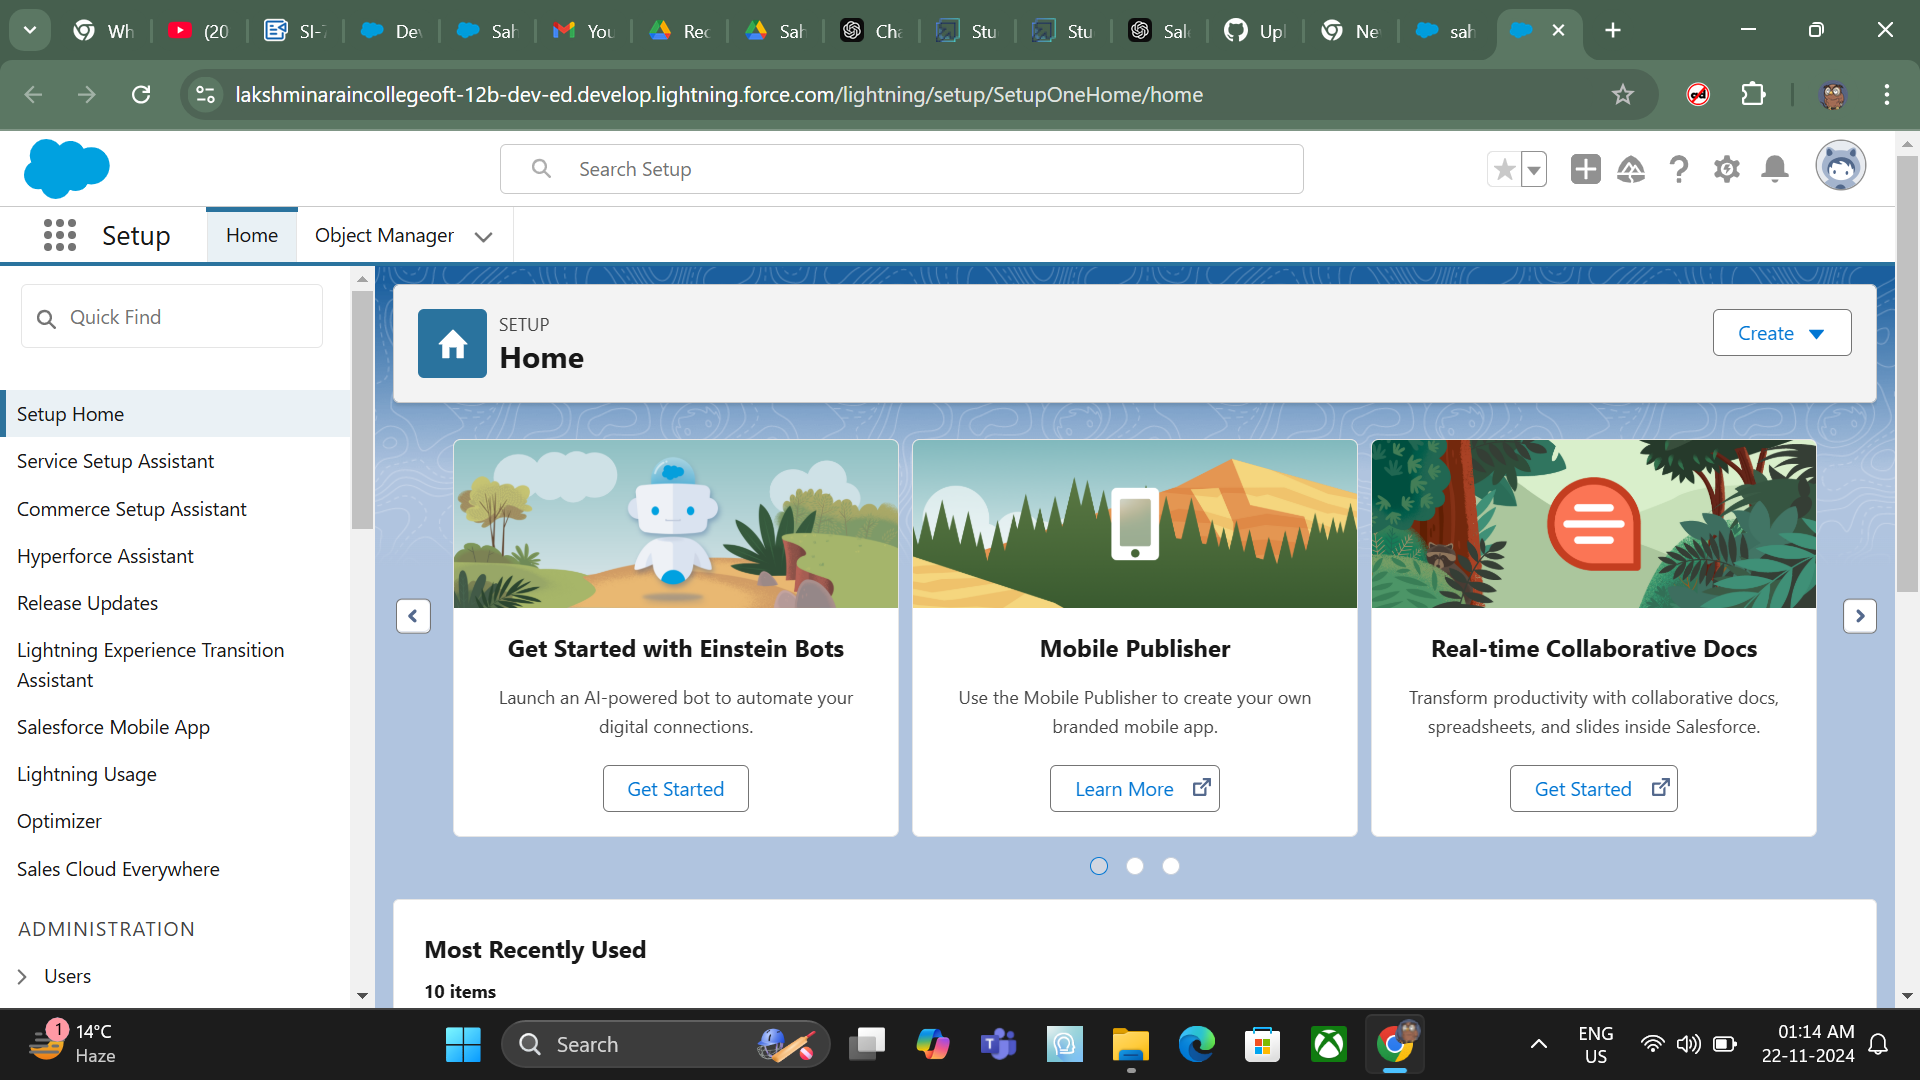 Wh
(20
SI-7
Dev
Sah
You
Rec
Sah
Cha
Stu
Stu
Sal
Upl
Ne
sah
lakshminaraincollegeoft-12b-dev-ed.develop.lightning.force.com/lightning/setup/SetupOneHome/home
Search Setup
Setup
Home
Object Manager
Quick Find
SETUP
Home
Create
Setup Home
Service Setup Assistant
Commerce Setup Assistant
Hyperforce Assistant
Release Updates
Lightning Experience Transition
Assistant
Salesforce Mobile App
Lightning Usage
Optimizer
Sales Cloud Everywhere
ADMINISTRATION
Users
Get Started with Einstein Bots
Launch an AI-powered bot to automate your
digital connections.
Get Started
Mobile Publisher
Use the Mobile Publisher to create your own
branded mobile app.
Learn More
Real-time Collaborative Docs
Transform productivity with collaborative docs,
spreadsheets, and slides inside Salesforce.
Get Started
Most Recently Used
10 items
1
14°C
Haze
Search
ENG
US
01:14 AM
22-11-2024